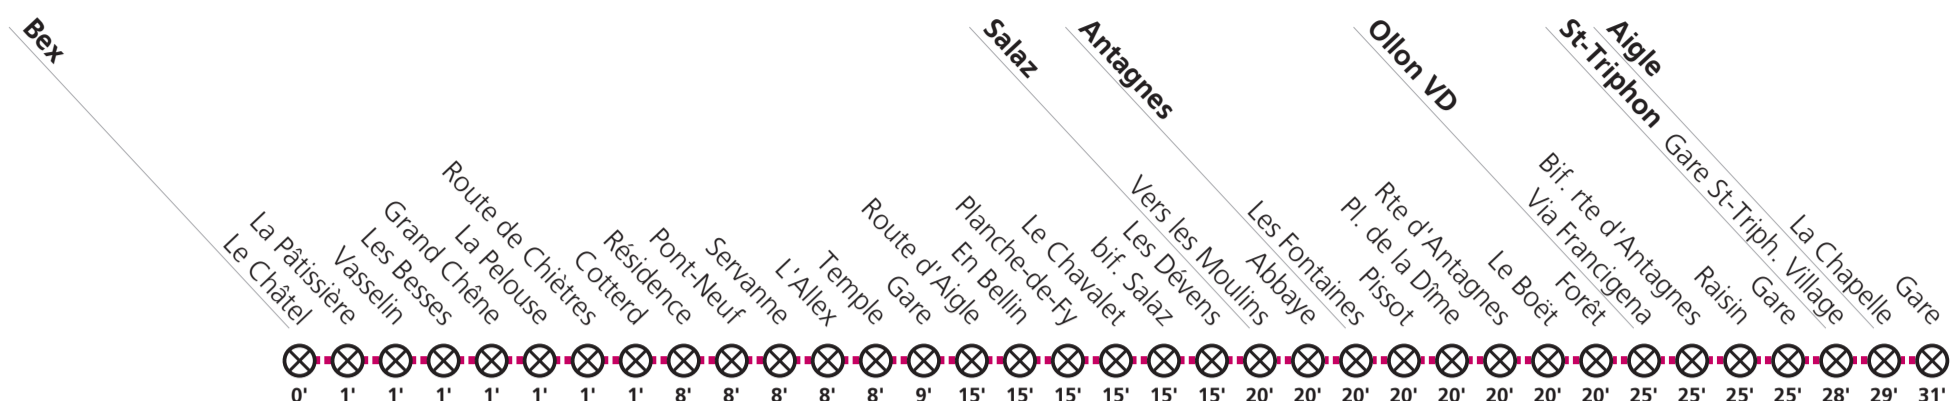 Bex
Le Châtel
La Pâtissière
Vasselin
Les Besses
Grand Chêne
La Pelouse
Route de Chiètres
Cotterd
Résidence
Pont-Neuf
Servanne
L'Allex
Temple
Gare
Route d'Aigle
En Bellin
Planche-de-Fy
Le Chavalet
bif. Salaz
Les Dévens
Salaz
Vers les Moulins
Abbaye
Antagnes
Les Fontaines
Pissot
Pl. de la Dîme
Rte d'Antagnes
Le Boët
Forêt
Ollon VD
Via Francigena
Bif. rte d'Antagnes
Raisin
Gare
St-Triphon Gare St-Triph. Village
Aigle
La Chapelle
Gare
0' 1' 1' 1' 1' 1' 1' 1' 8' 8' 8' 8' 8' 9' 15' 15' 15' 15' 15' 15' 20' 20' 20' 20' 20' 20' 20' 20' 25' 25' 25' 25' 28' 29' 31'